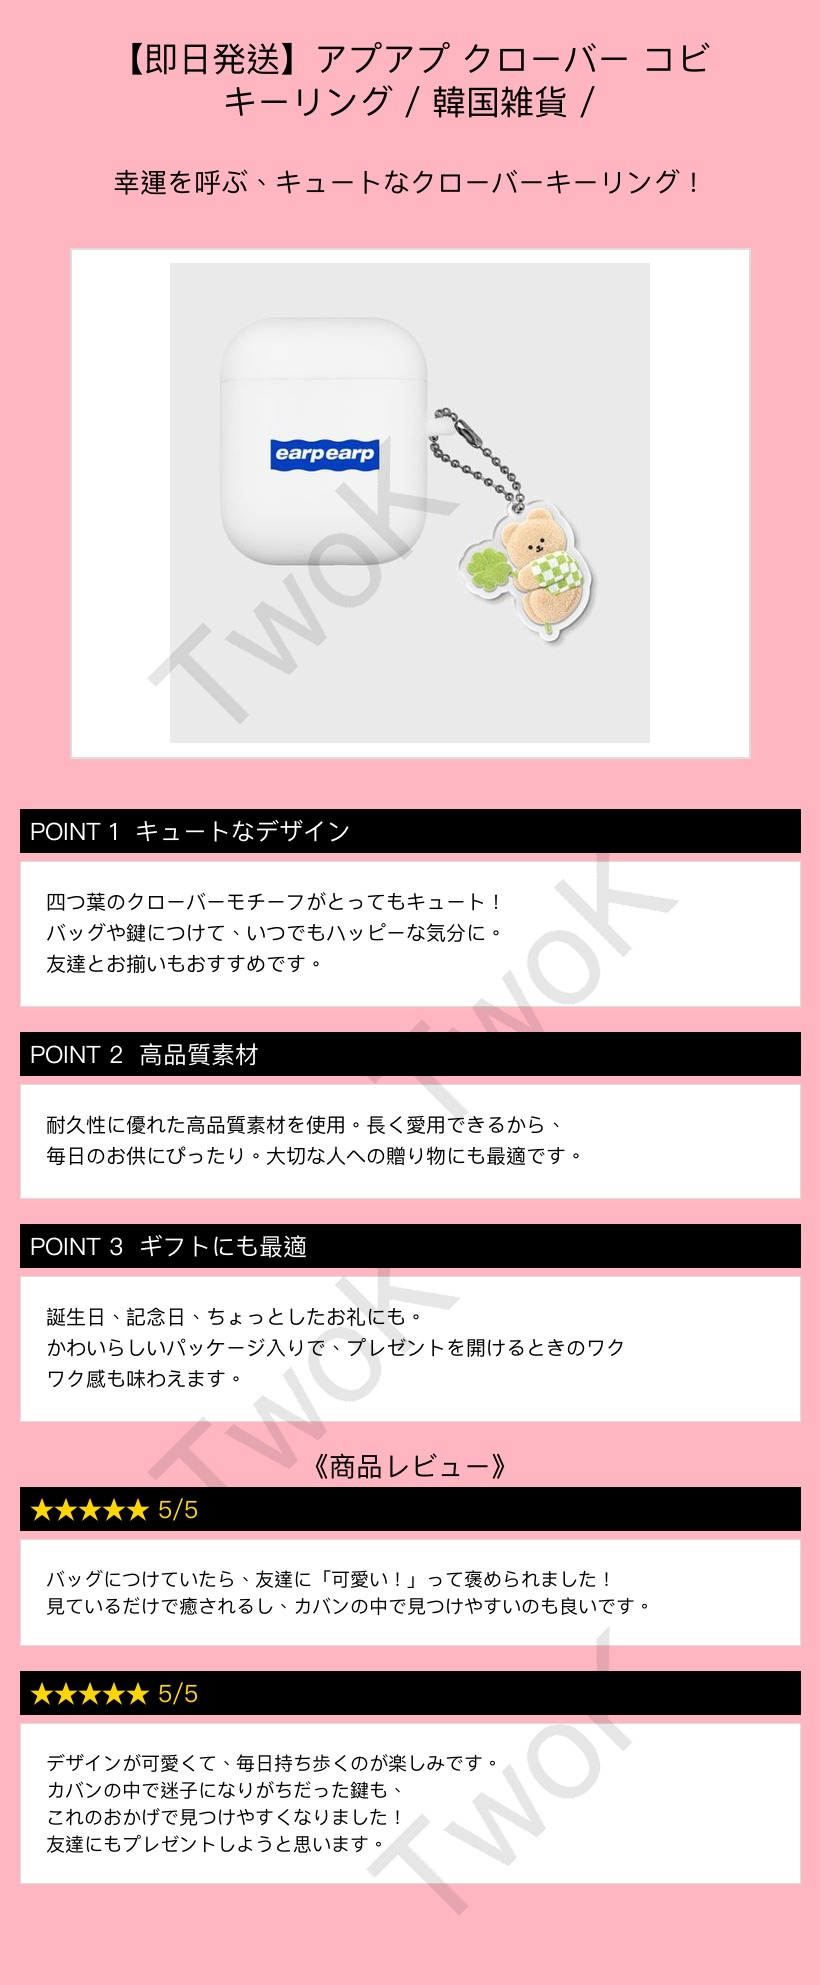 【即日発送】アプアプ クローバー コビ
キーリング / 韓国雑貨 /
幸運を呼ぶ、キュートなクローバーキーリング！
earpearp
TwoK
POINT 1 キュートなデザイン
四つ葉のクローバーモチーフがとってもキュート！
バッグや鍵につけて、いつでもハッピーな気分に。
友達とお揃いもおすすめです。
TwoK
POINT 2 高品質素材
耐久性に優れた高品質素材を使用。長く愛用できるから、
毎日のお供にぴったり。大切な人への贈り物にも最適です。
POINT 3 ギフトにも最適
誕生日、記念日、ちょっとしたお礼にも。
かわいらしいパッケージ入りで、プレゼントを開けるときのワク
ワク感も味わえます。
TwoK
《商品レビュー》
★★★★★ 5/5
バッグにつけていたら、友達に「可愛い！」って褒められました！
見ているだけで癒されるし、カバンの中で見つけやすいのも良いです。
★★★★★ 5/5
デザインが可愛くて、毎日持ち歩くのが楽しみです。
カバンの中で迷子になりがちだった鍵も、
これのおかげで見つけやすくなりました！
友達にもプレゼントしようと思います。
TwoK